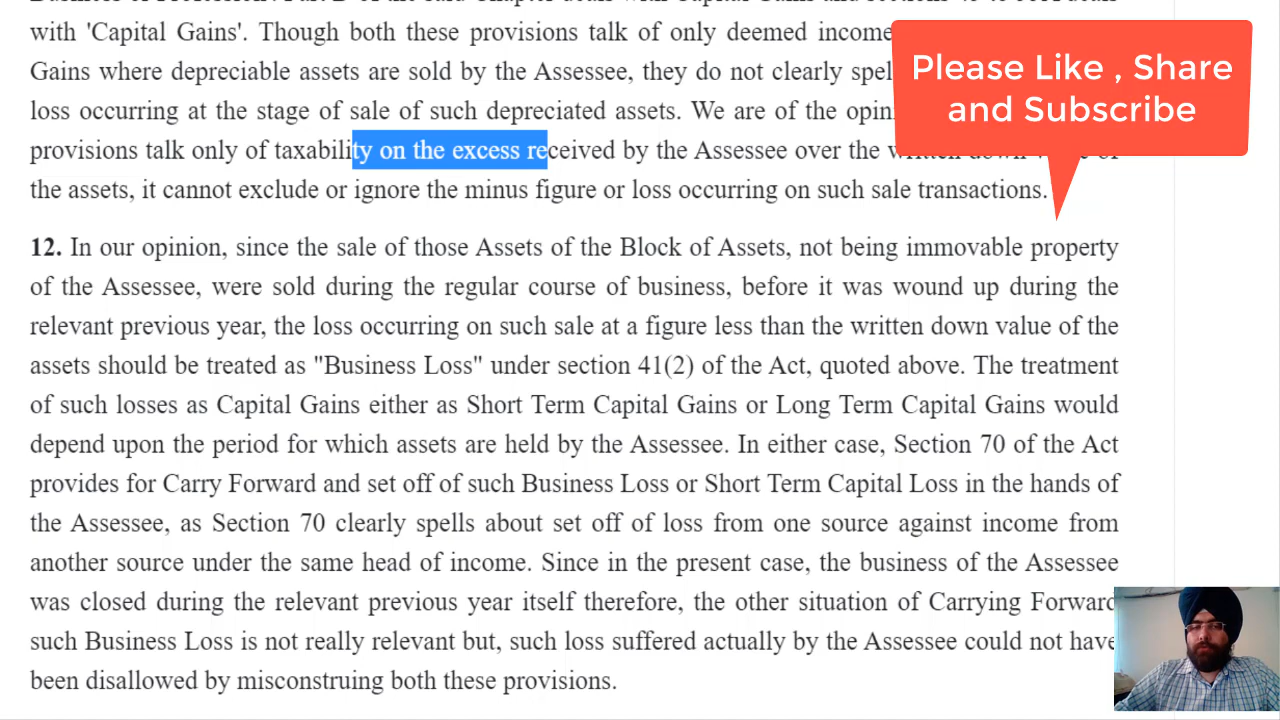 with 'Capital Gains'. Though both these provisions talk of only deemed income
Gains where depreciable assets are sold by the Assessee, they do not clearly spel
loss occurring at the stage of sale of such depreciated assets. We are of the opin
provisions talk only of taxability on the excess received by the Assessee over the
the assets, it cannot exclude or ignore the minus figure or loss occurring on such sale transactions.
Please Like , Share
and Subscribe
12. In our opinion, since the sale of those Assets of the Block of Assets, not being immovable property
of the Assessee, were sold during the regular course of business, before it was wound up during the
relevant previous year, the loss occurring on such sale at a figure less than the written down value of the
assets should be treated as "Business Loss" under section 41(2) of the Act, quoted above. The treatment
of such losses as Capital Gains either as Short Term Capital Gains or Long Term Capital Gains would
depend upon the period for which assets are held by the Assessee. In either case, Section 70 of the Act
provides for Carry Forward and set off of such Business Loss or Short Term Capital Loss in the hands of
the Assessee, as Section 70 clearly spells about set off of loss from one source against income from
another source under the same head of income. Since in the present case, the business of the Assessee
was closed during the relevant previous year itself therefore, the other situation of Carrying Forward
such Business Loss is not really relevant but, such loss suffered actually by the Assessee could not have
been disallowed by misconstruing both these provisions.